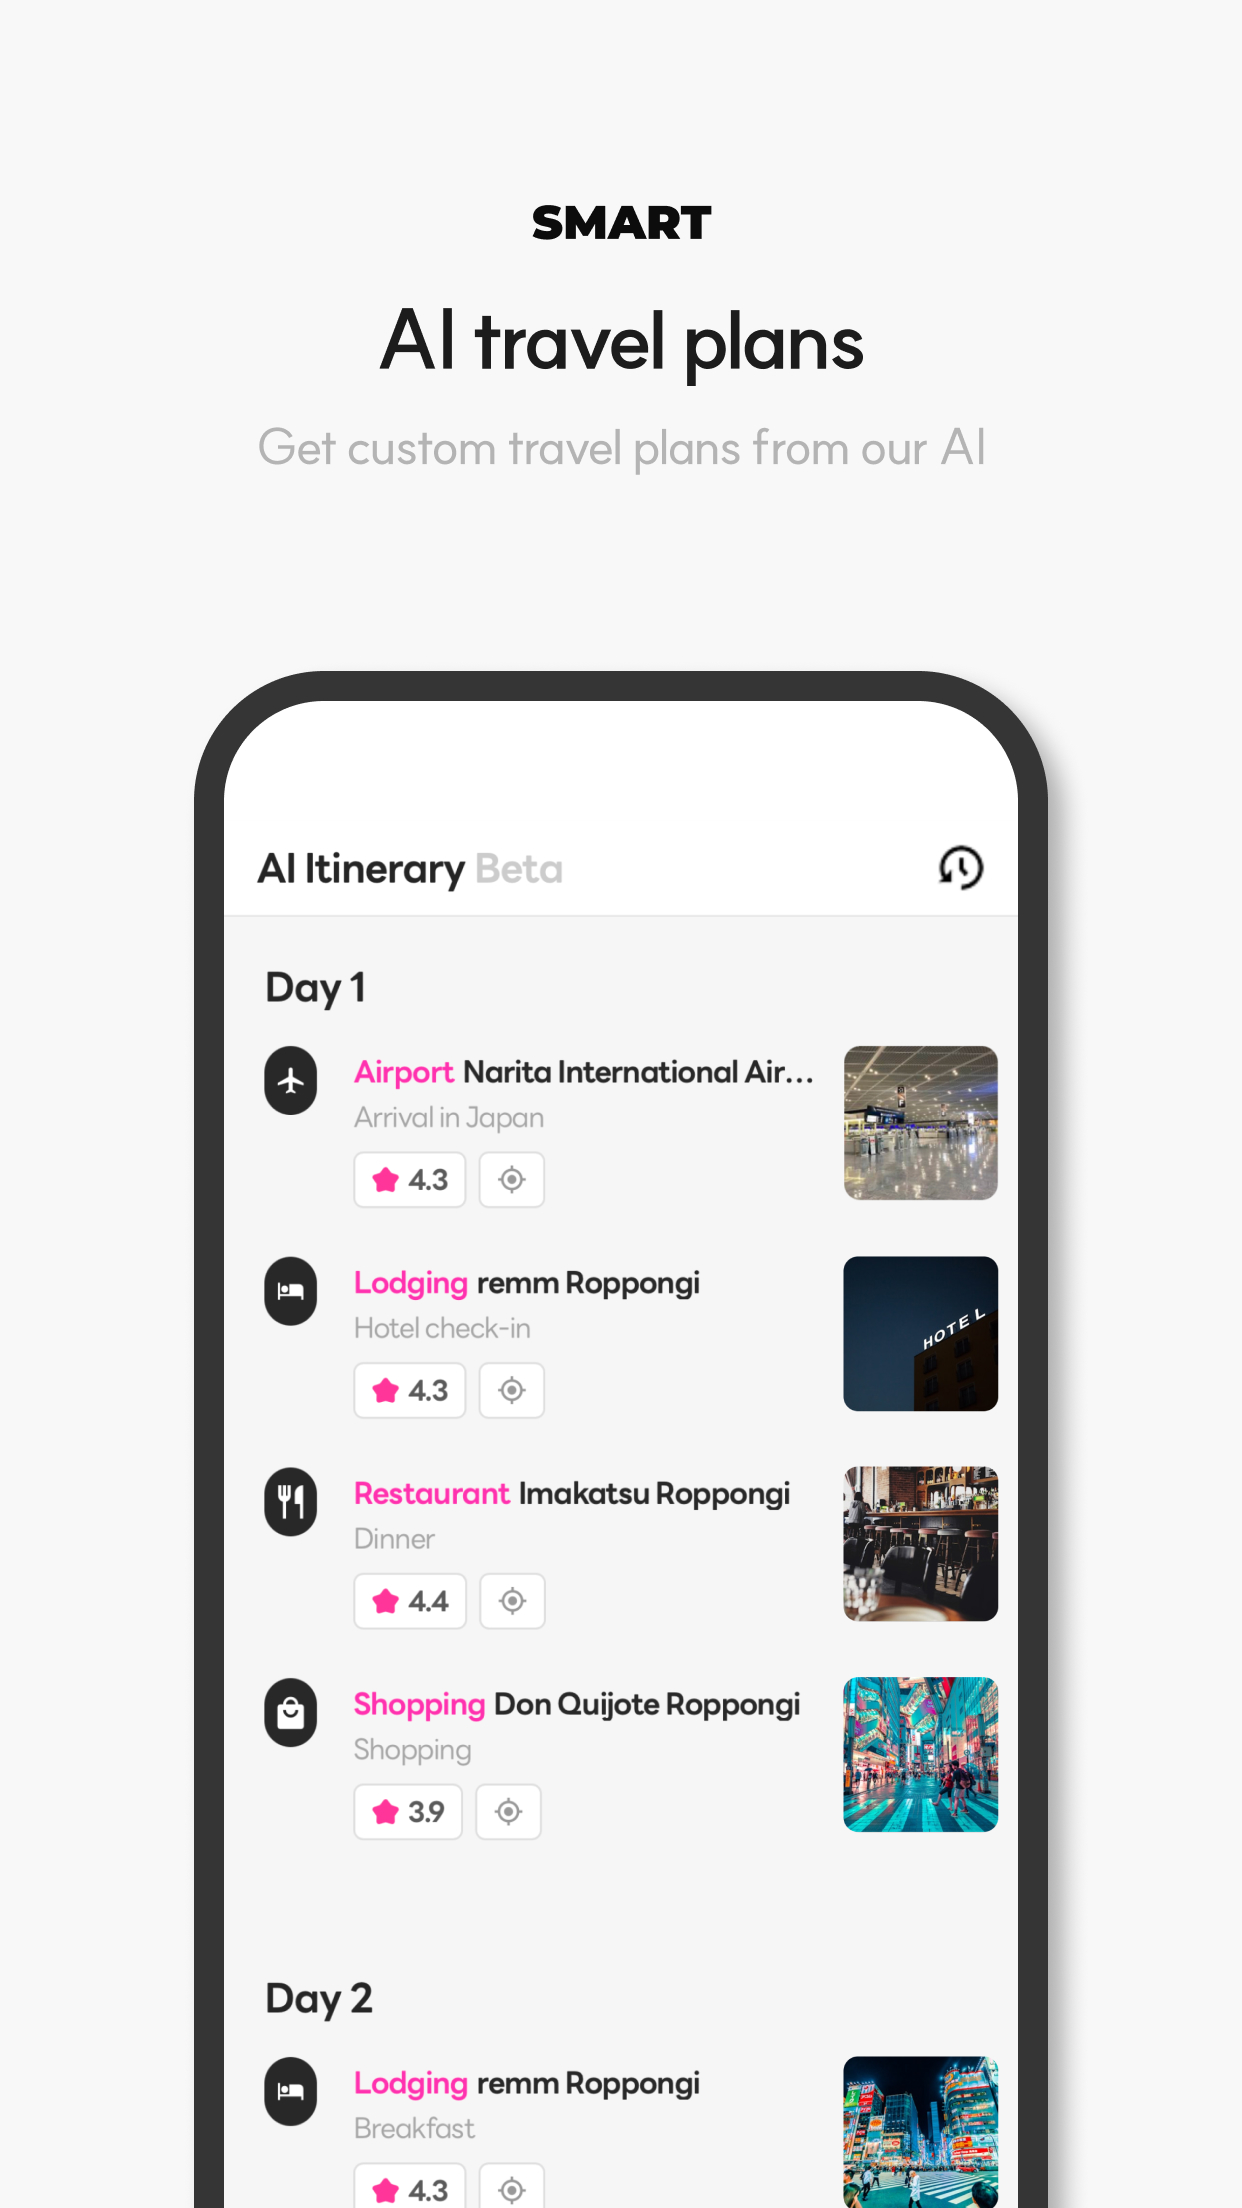 SMART
AI travel plans
Get custom travel plans from our AI
AI Itinerary Beta
Day 1
Airport Narita International Air...
Arrival in Japan
4.3
Lodging remm Roppongi
Hotel check-in
4.3
HOTEL
Restaurant Imakatsu Roppongi
Dinner
4.4
Shopping Don Quijote Roppongi
Shopping
3.9
Day 2
Lodging remm Roppongi
Breakfast
4.3